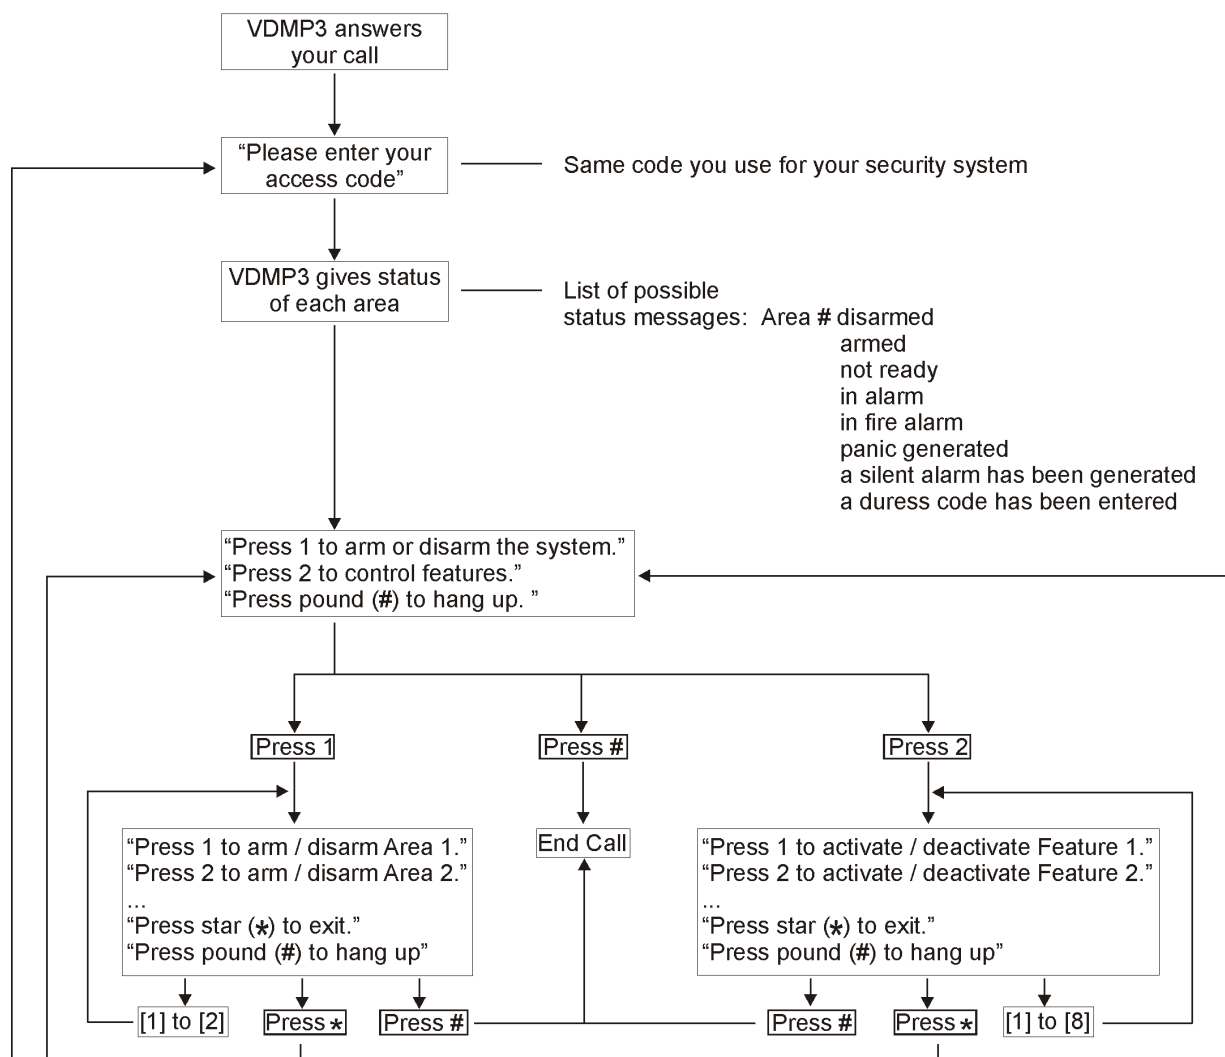 VDMP3 answers
your call
“Please enter your
access code”
Same code you use for your security system
VDMP3 gives status
of each area
List of possible
status messages: Area # disarmed
armed
not ready
in alarm
in fire alarm
panic generated
a silent alarm has been generated
a duress code has been entered
“Press 1 to arm or disarm the system.”
“Press 2 to control features.”
“Press pound (#) to hang up. ”
Press 1
Press #
Press 2
“Press 1 to arm / disarm Area 1.”
“Press 2 to arm / disarm Area 2.”
...
“Press star (*) to exit.”
“Press pound (#) to hang up”
End Call
“Press 1 to activate / deactivate Feature 1.”
“Press 2 to activate / deactivate Feature 2.”
...
“Press star (*) to exit.”
“Press pound (#) to hang up”
[1] to [2]
Press *
Press #
Press #
Press *
[1] to [8]